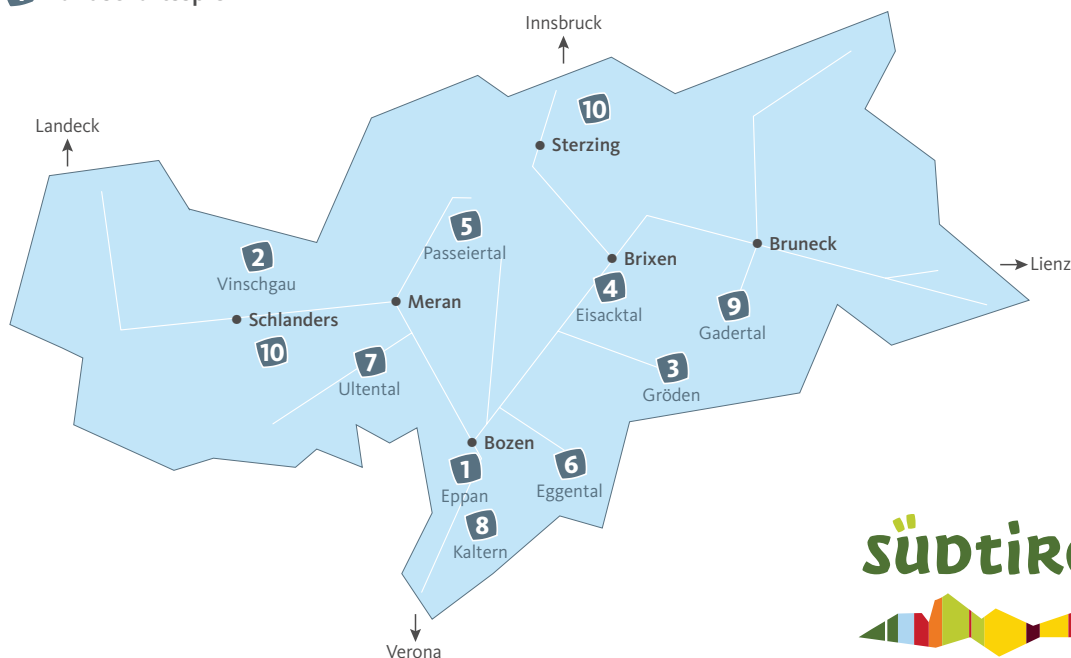 Innsbruck
Landeck
10
Sterzing
5
Passeiertal
2
Vinschgau
Brixen
Bruneck
Lienz
4
Eisacktal
Meran
Schlanders
10
9
Gadertal
7
Ultental
3
Gröden
Bozen
1
Eppan
6
Eggental
8
Kaltern
Verona